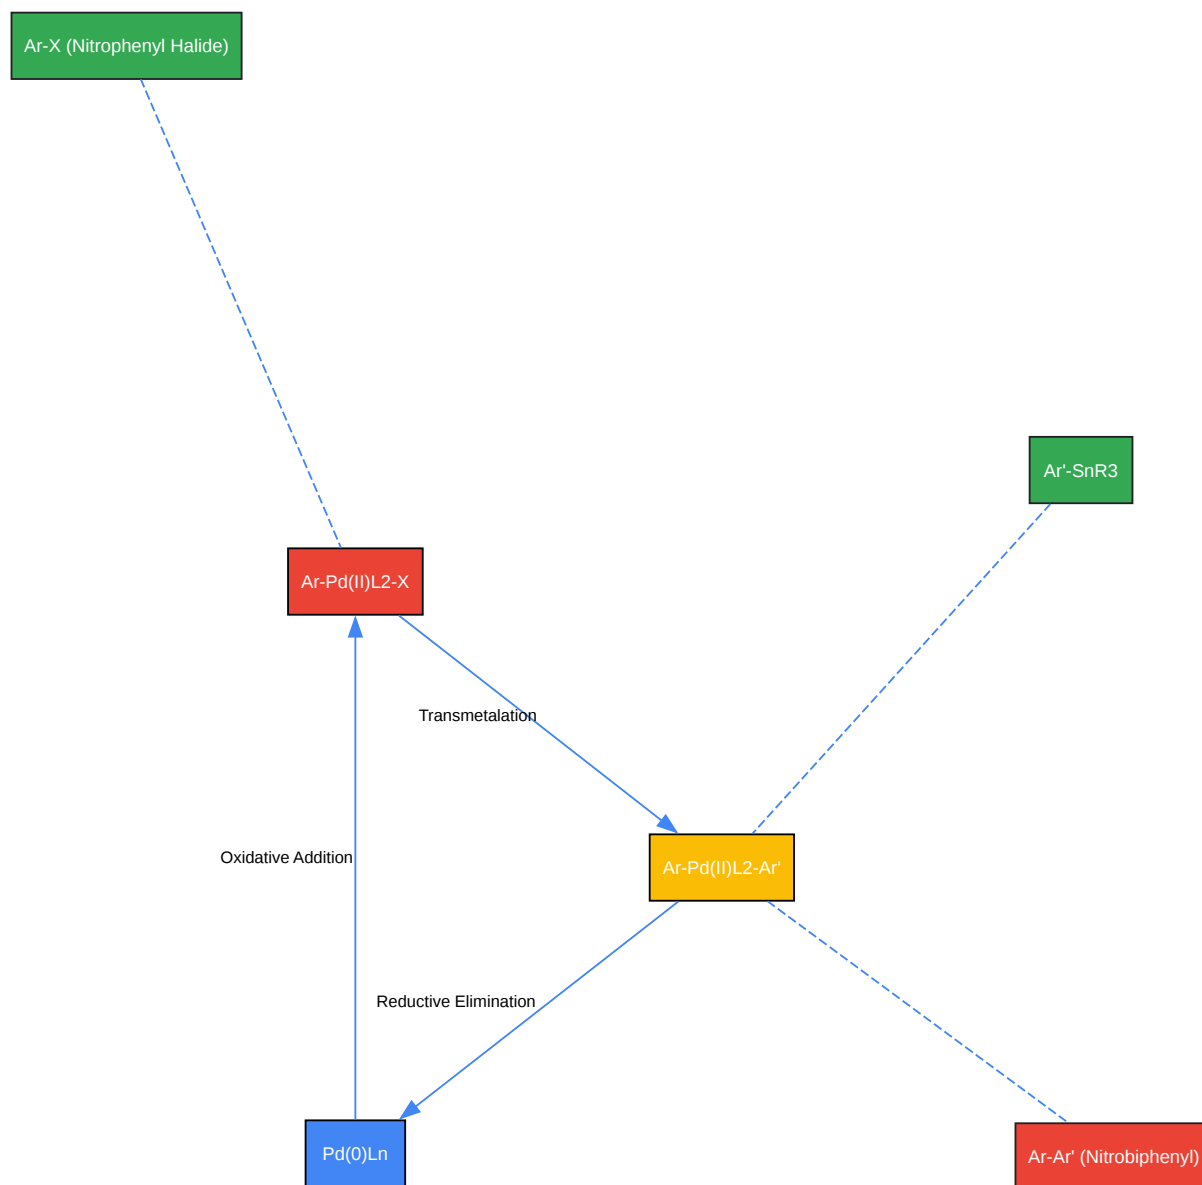 Ar-X (Nitrophenyl Halide)
Ar'-SnR3
Ar-Pd(II)L2-X
Transmetalation
Oxidative Addition
Ar-Pd(II)L2-Ar'
Reductive Elimination
Pd(0)Ln
Ar-Ar' (Nitrobiphenyl)